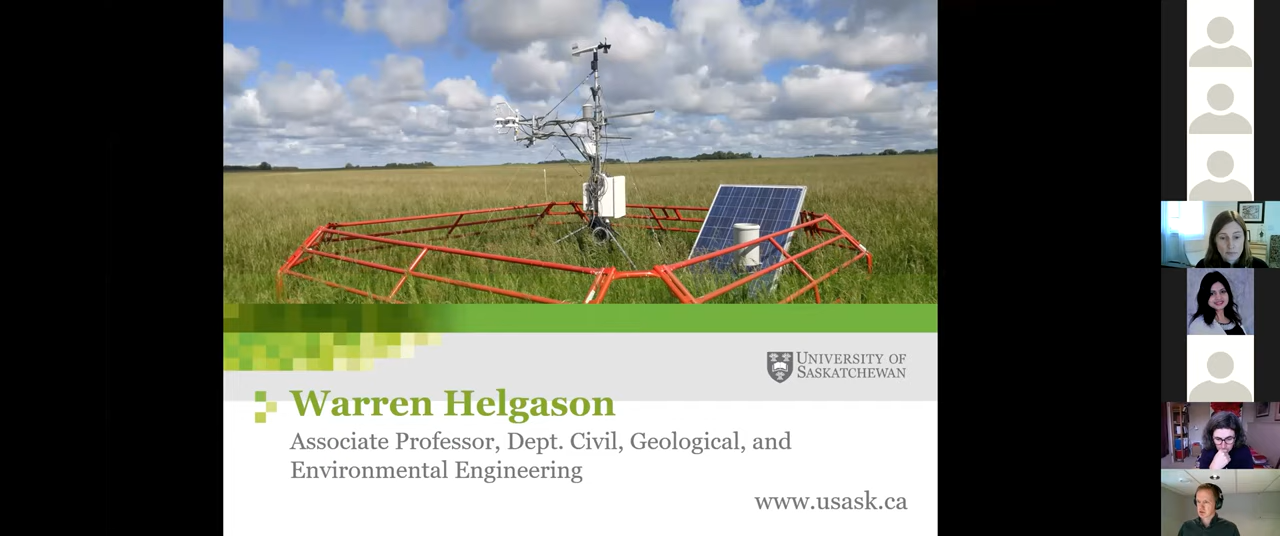 UNIVERSITY OF
SASKATCHEWAN
Warren Helgason
Associate Professor, Dept. Civil, Geological, and
Environmental Engineering
www.usask.ca